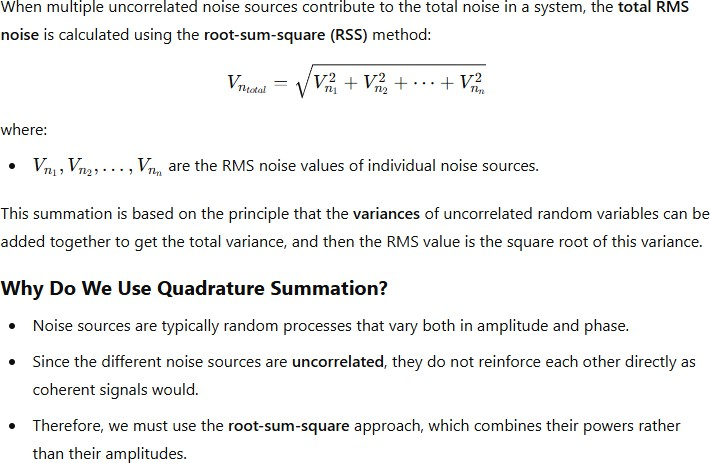 When multiple uncorrelated noise sources contribute to the total noise in a system, the total RMS
noise is calculated using the root-sum-square (RSS) method:
V_{n_{total}} = \sqrt{V_{n_1}^2 + V_{n_2}^2 + \cdots + V_{n_n}^2}
where:
• V_{n_1}, V_{n_2}, \ldots, V_{n_n} are the RMS noise values of individual noise sources.
This summation is based on the principle that the variances of uncorrelated random variables can be
added together to get the total variance, and then the RMS value is the square root of this variance.
Why Do We Use Quadrature Summation?
• Noise sources are typically random processes that vary both in amplitude and phase.
• Since the different noise sources are uncorrelated, they do not reinforce each other directly as
coherent signals would.
• Therefore, we must use the root-sum-square approach, which combines their powers rather
than their amplitudes.